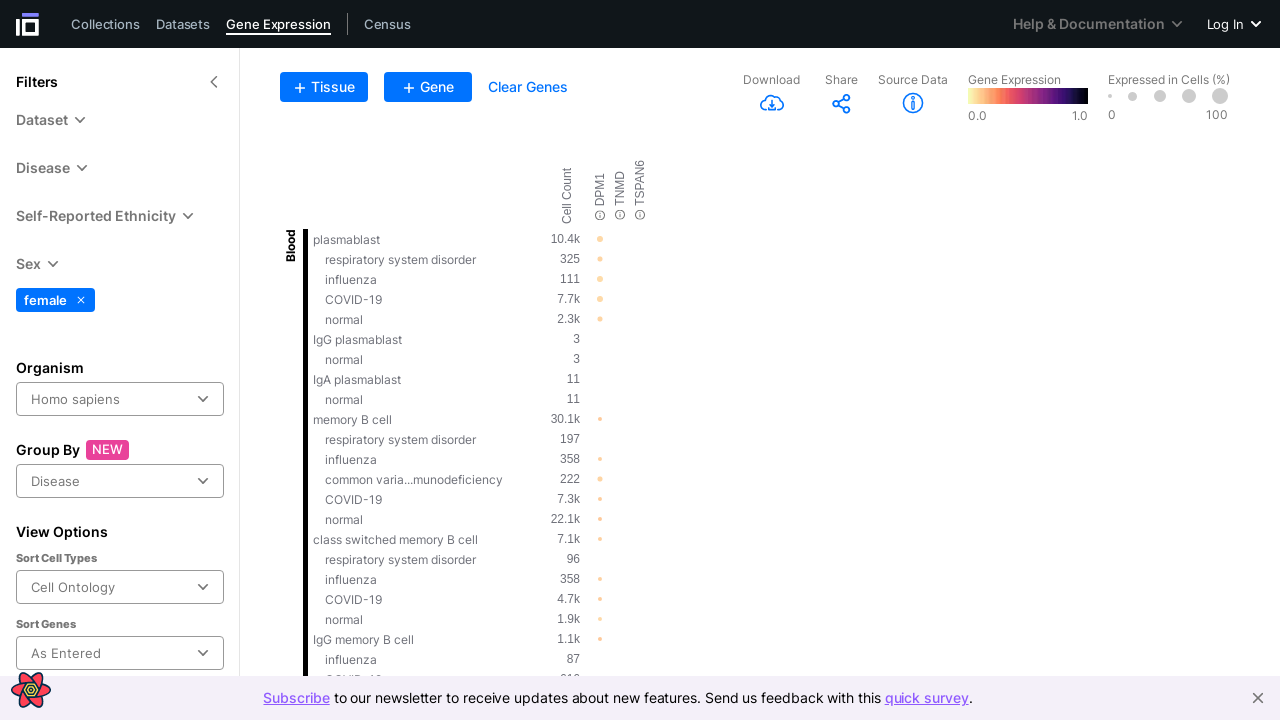 Collections Datasets Gene Expression Census Help & Documentation Log In
Filters
Dataset
Disease
Self-Reported Ethnicity
Sex
female
Organism
Homo sapiens
Group By NEW
Disease
View Options
Sort Cell Types
Cell Ontology
Sort Genes
As Entered
+ Tissue + Gene Clear Genes
Download Share Source Data Gene Expression Expressed in Cells (%)
0.0 1.0 0 100
Cell Count DPM1 TNMD TSPAN6
Blood
plasmablast 10.4k
respiratory system disorder 325
influenza 111
COVID-19 7.7k
normal 2.3k
IgG plasmablast 3
normal 3
IgA plasmablast 11
normal 11
memory B cell 30.1k
respiratory system disorder 197
influenza 358
common varia...munodeficiency 222
COVID-19 7.3k
normal 22.1k
class switched memory B cell 7.1k
respiratory system disorder 96
influenza 358
COVID-19 4.7k
normal 1.9k
IgG memory B cell 1.1k
influenza 87
Subscribe to our newsletter to receive updates about new features. Send us feedback with this quick survey.